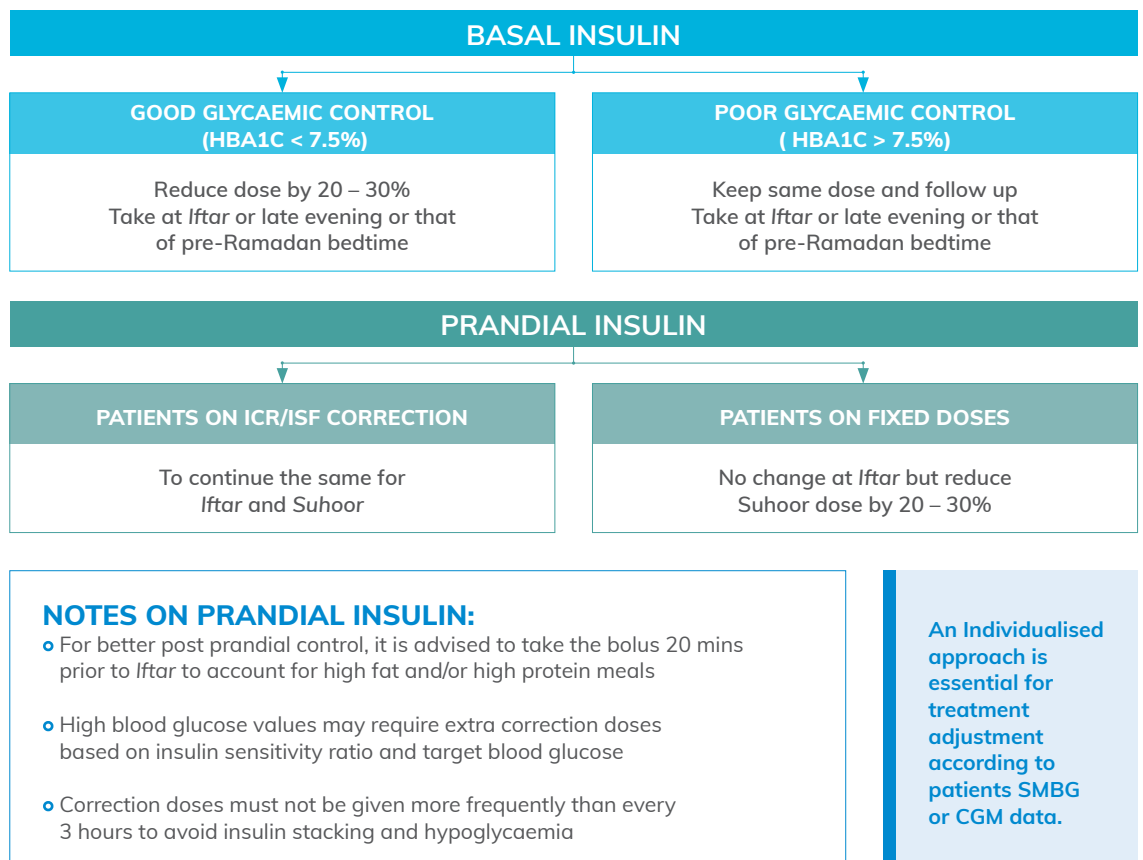 BASAL INSULIN
GOOD GLYCAEMIC CONTROL
(HBA1C < 7.5%)
Reduce dose by 20 – 30%
Take at Iftar or late evening or that
of pre-Ramadan bedtime
POOR GLYCAEMIC CONTROL
( HBA1C > 7.5%)
Keep same dose and follow up
Take at Iftar or late evening or that
of pre-Ramadan bedtime
PRANDIAL INSULIN
PATIENTS ON ICR/ISF CORRECTION
To continue the same for
Iftar and Suhoor
PATIENTS ON FIXED DOSES
No change at Iftar but reduce
Suhoor dose by 20 – 30%
NOTES ON PRANDIAL INSULIN:
For better post prandial control, it is advised to take the bolus 20 mins
prior to Iftar to account for high fat and/or high protein meals
High blood glucose values may require extra correction doses
based on insulin sensitivity ratio and target blood glucose
Correction doses must not be given more frequently than every
3 hours to avoid insulin stacking and hypoglycaemia
An Individualised
approach is
essential for
treatment
adjustment
according to
patients SMBG
or CGM data.